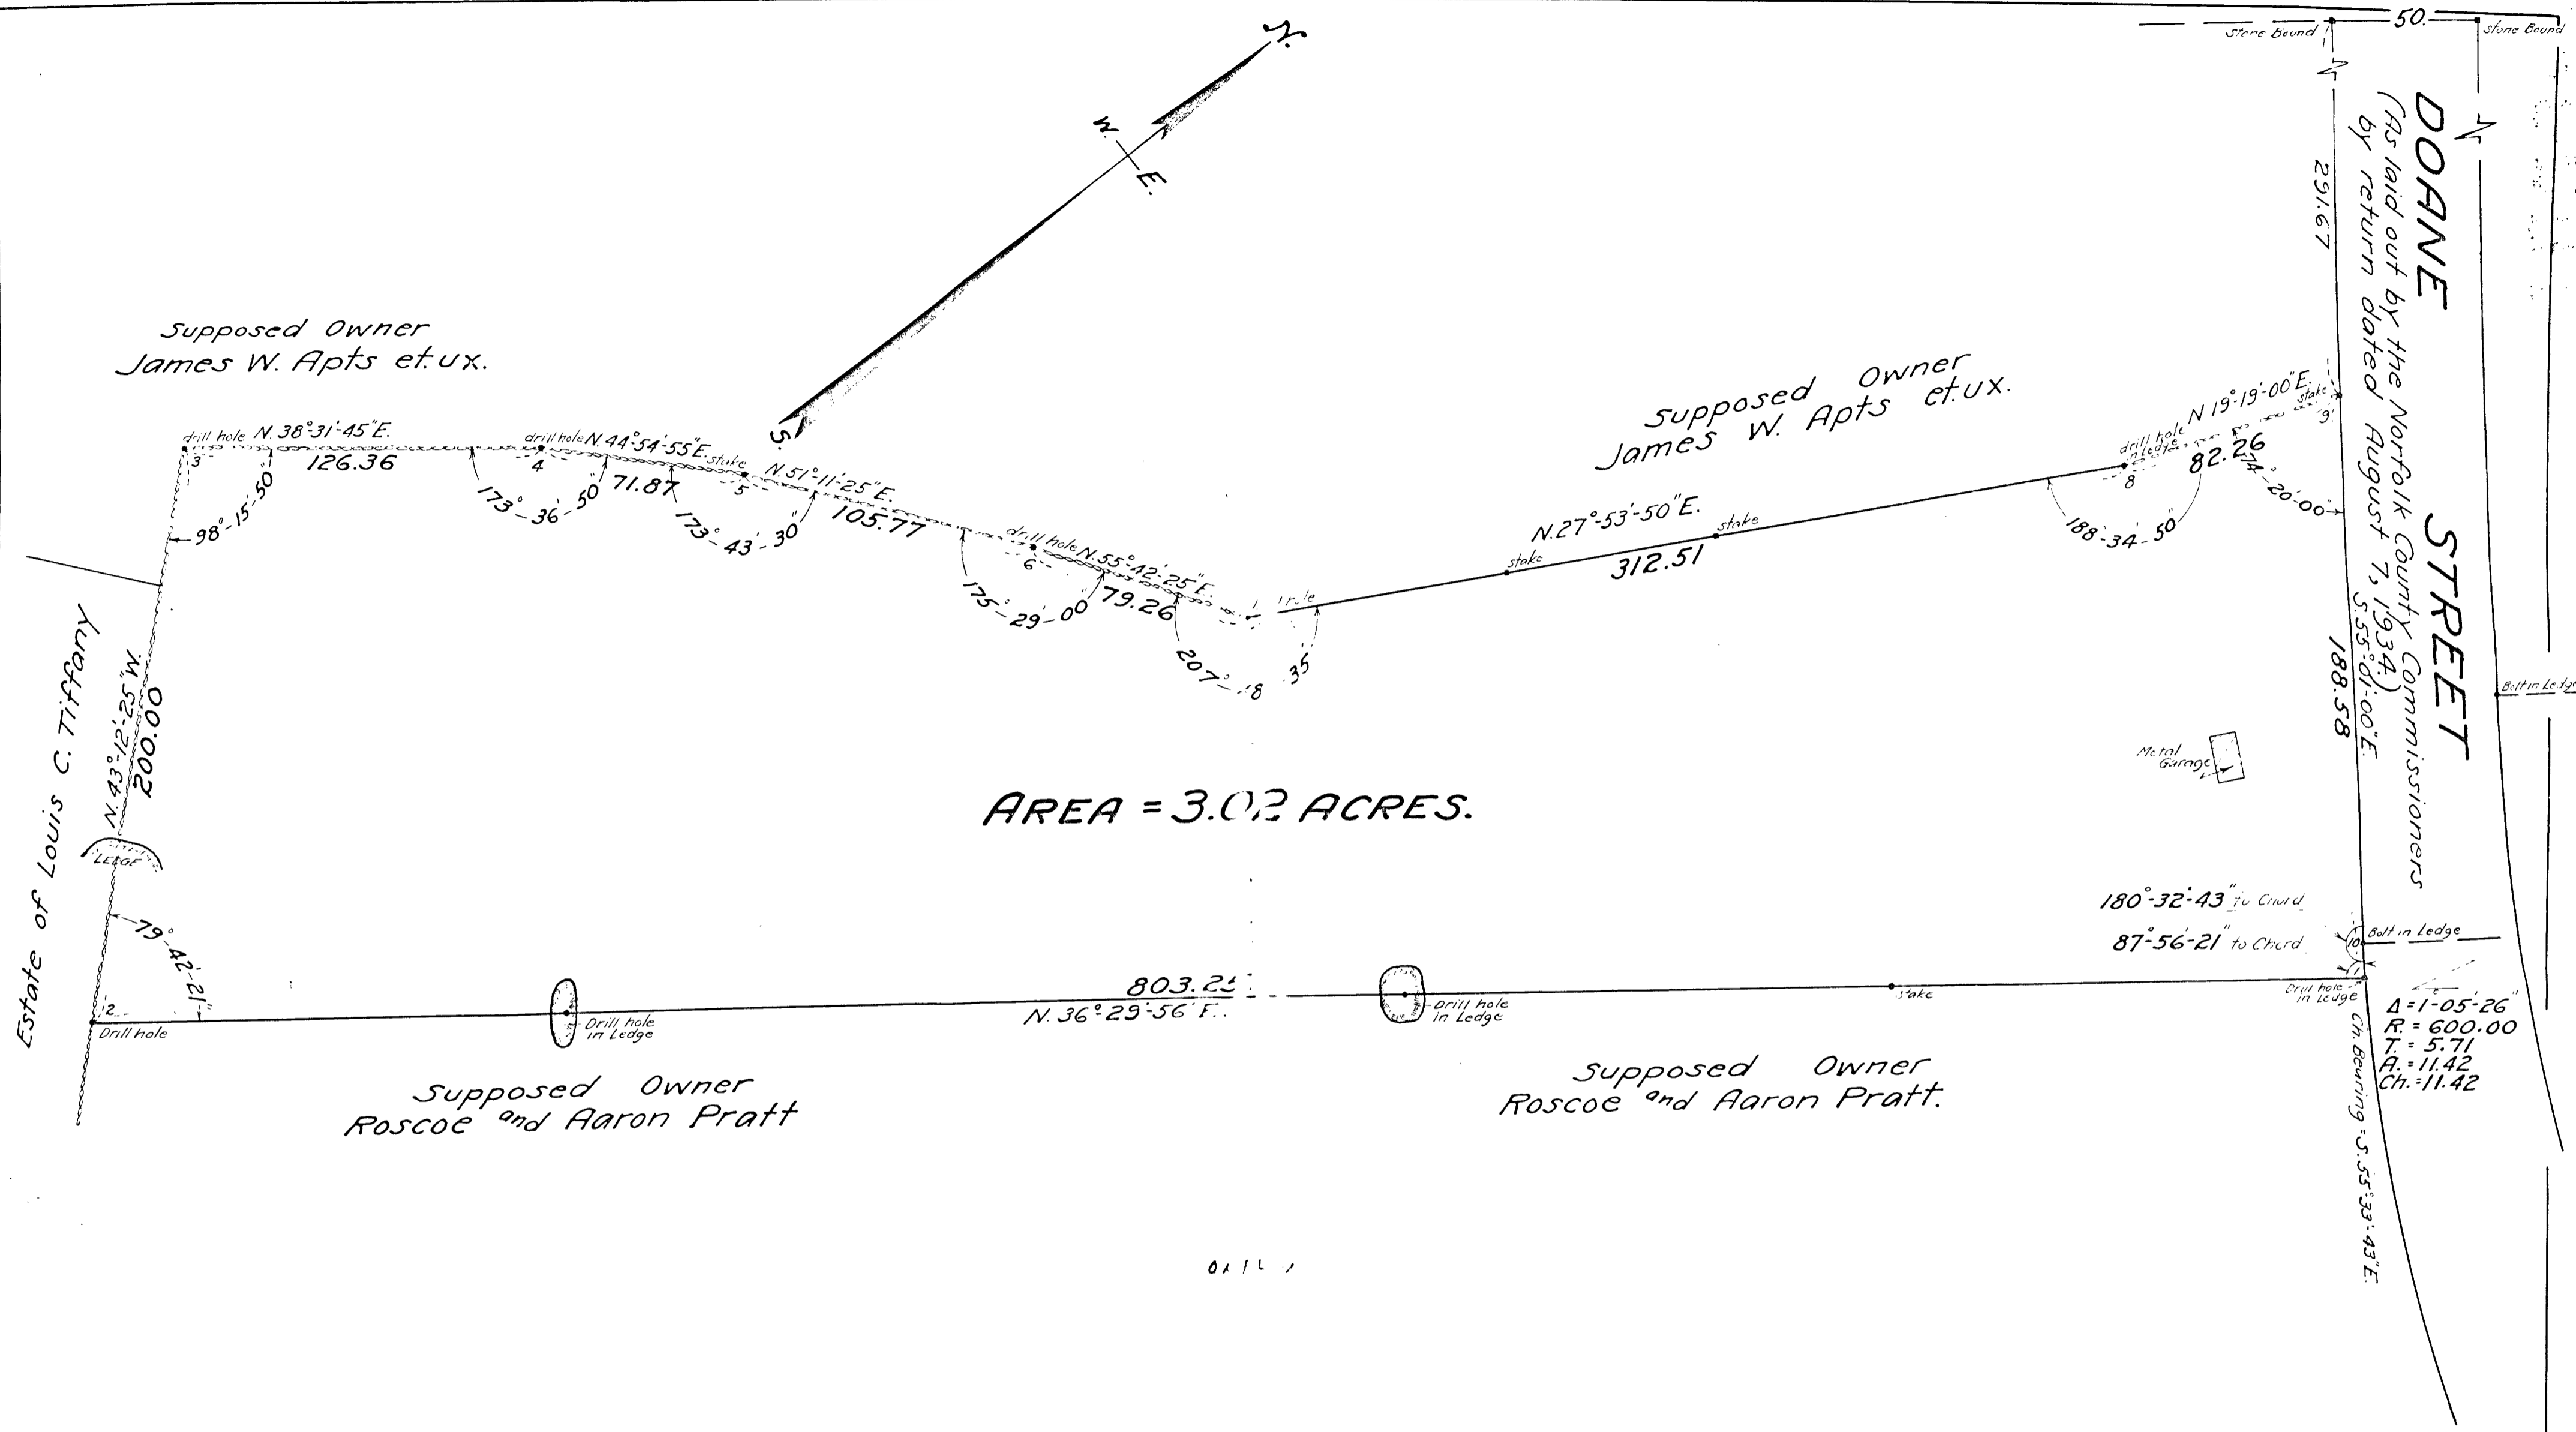 50.
Stone Bound
Stone Bound
N.
W.
E.
S.
DOANE STREET
(As laid out by the Norfolk County Commissioners
by return dated August 7, 1934.)
291.67
Supposed Owner
James W. Apts et.ux.
Supposed Owner
James W. Apts et.ux.
drill hole N. 38°-31'-45"E.
126.36
3
98°-15'-50"
drill hole N. 44°-54'-55"E.
4
71.87
173°-36'-50"
stake
5
N. 51°-11'-25"E.
105.77
173°-43'-30"
drill hole N. 55°-42'-25"E.
6
79.26
175°-29'-00"
207°- 35
N. 27°-53'-50"E.
312.51
stake
stake
drill hole
in Ledge
8
188°-34'-50"
N 19°-19'-00"E.
82.26
stake
9
74°-20'-00"
S.55°-01'-00"E.
188.58
Bolt in Ledge
Metal
Garage
Estate of Louis C. Tiffany
N. 43°-12'-25"W.
200.00
LEDGE
79°-42'-21"
2
Drill hole
AREA = 3.02 ACRES.
180°-32'-43" to Chord
87°-56'-21" to Chord
10
Bolt in Ledge
1
Drill hole
in Ledge
Drill hole
in Ledge
803.2
N. 36°-29'-56" E.
Drill hole
in Ledge
stake
Δ = 1°-05'-26"
R. = 600.00
T. = 5.71
A. = 11.42
Ch. = 11.42
Ch. Bearing = S. 55°-33'-43"E.
Supposed Owner
Roscoe and Aaron Pratt
Supposed Owner
Roscoe and Aaron Pratt.